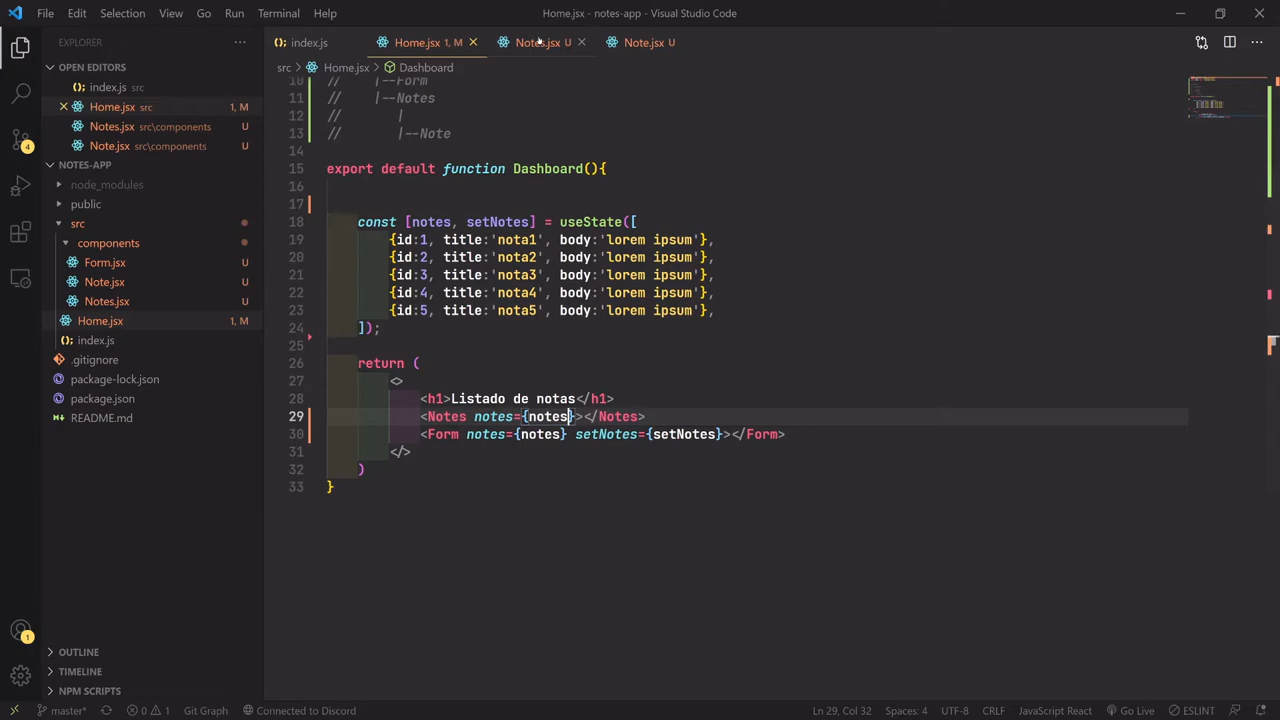 File Edit Selection View Go Run Terminal Help
Home.jsx - notes-app - Visual Studio Code
EXPLORER
OPEN EDITORS
index.js
Home.jsx src 1, M
Notes.jsx src\components U
Note.jsx src\components U
NOTES-APP
node_modules
public
src
components
Form.jsx
Note.jsx
Notes.jsx
Home.jsx 1, M
index.js
.gitignore
package-lock.json
README.md
OUTLINE
TIMELINE
NPM SCRIPTS
4
1
index.js
Home.jsx 1, M
Notes.jsx U
Note.jsx U
src > Home.jsx > Dashboard
10 // |--Form
11 // |--Notes
12 // |
13 // |--Note
14
15 export default function Dashboard(){
16
17
18 const [notes, setNotes] = useState([
19 {id:1, title:'nota1', body:'lorem ipsum'},
20 {id:2, title:'nota2', body:'lorem ipsum'},
21 {id:3, title:'nota3', body:'lorem ipsum'},
22 {id:4, title:'nota4', body:'lorem ipsum'},
23 {id:5, title:'nota5', body:'lorem ipsum'},
24 ]);
25
26 return (
27 <>
28 <h1>Listado de notas</h1>
29 <Notes notes={notes}></Notes>
30 <Form notes={notes} setNotes={setNotes}></Form>
31 </>
32 )
33 }
master* 0 1 Git Graph Connected to Discord
Ln 29, Col 32 Spaces: 4 UTF-8 CRLF JavaScript React Go Live ESLINT